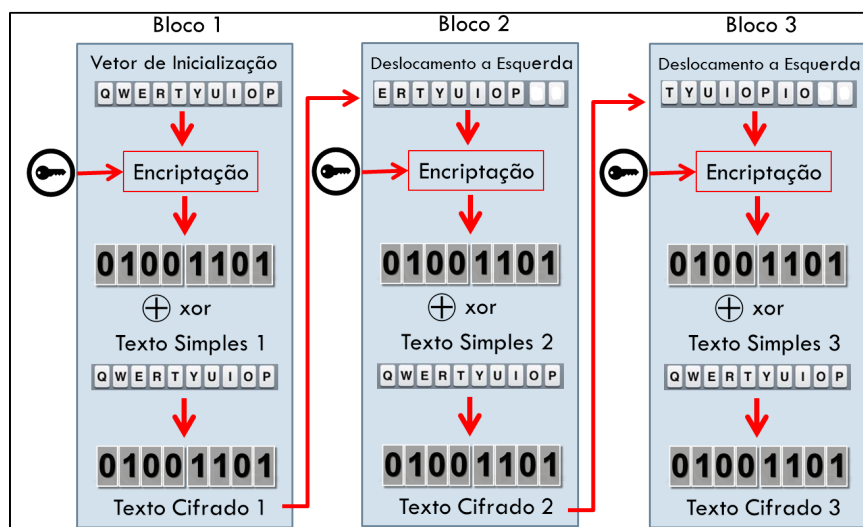 Bloco 1
Vetor de Inicialização
QWERTYUIOP
Encriptação
01001101
xor
Texto Simples 1
QWERTYUIOP
01001101
Texto Cifrado 1
Bloco 2
Deslocamento a Esquerda
ERTYUIOP
Encriptação
01001101
xor
Texto Simples 2
QWERTYUIOP
01001101
Texto Cifrado 2
Bloco 3
Deslocamento a Esquerda
TYUIOPIO
Encriptação
01001101
xor
Texto Simples 3
QWERTYUIOP
01001101
Texto Cifrado 3